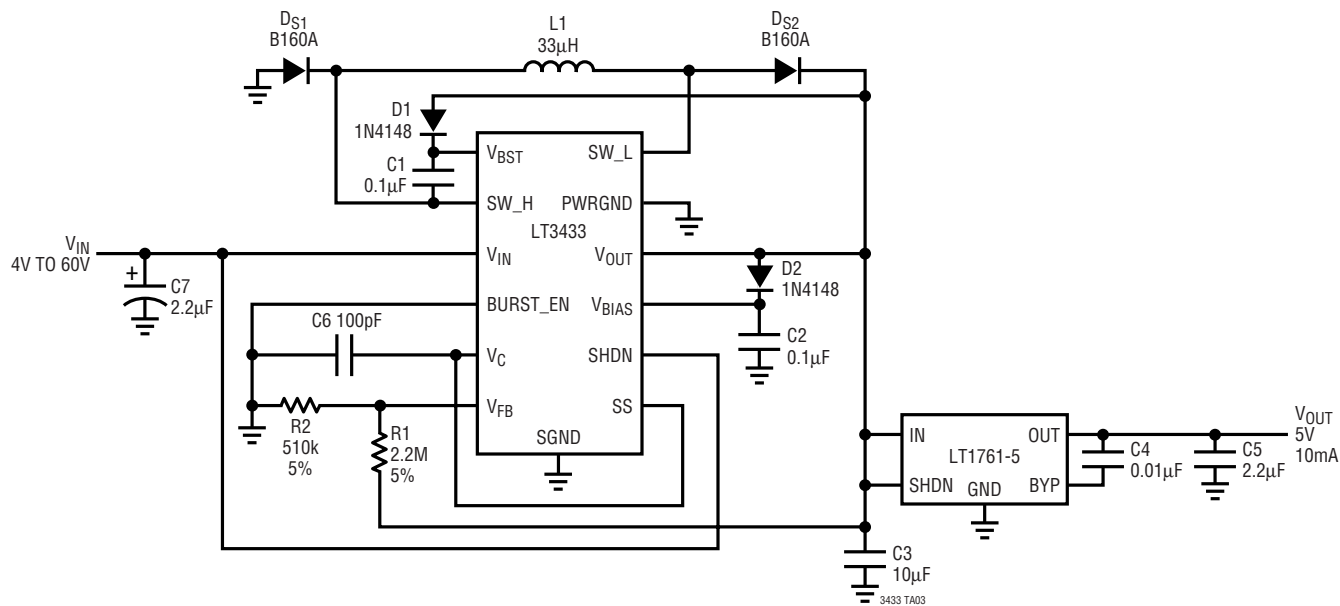 DS1
B160A
L1
33µH
DS2
B160A
D1
1N4148
C1
0.1µF
VBST
SW_H
VIN
BURST_EN
VC
VFB
SGND
LT3433
SW_L
PWRGND
VOUT
VBIAS
SHDN
SS
VIN
4V TO 60V
+
C7
2.2µF
C6 100pF
R2
510k
5%
R1
2.2M
5%
D2
1N4148
C2
0.1µF
IN
SHDN
LT1761-5
GND
OUT
BYP
C4
0.01µF
C5
2.2µF
VOUT
5V
10mA
C3
10µF
3433 TA03